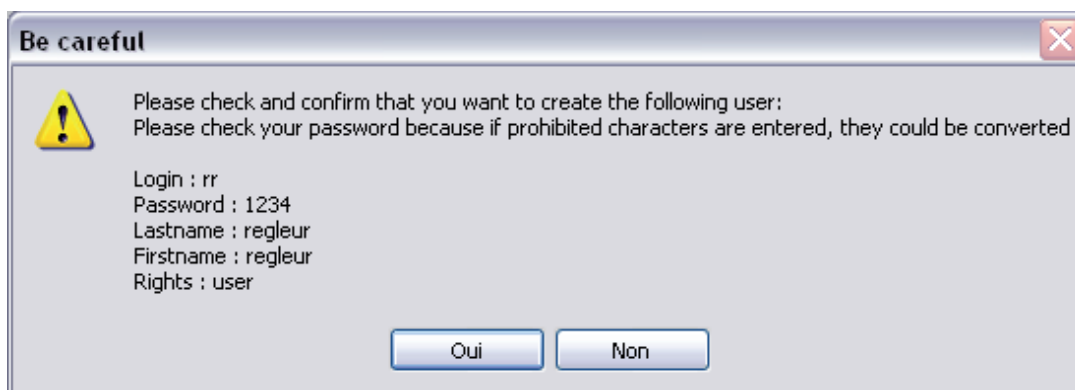 Be careful
Please check and confirm that you want to create the following user:
Please check your password because if prohibited characters are entered, they could be converted
Login : rr
Password : 1234
Lastname : regleur
Firstname : regleur
Rights : user
Oui Non